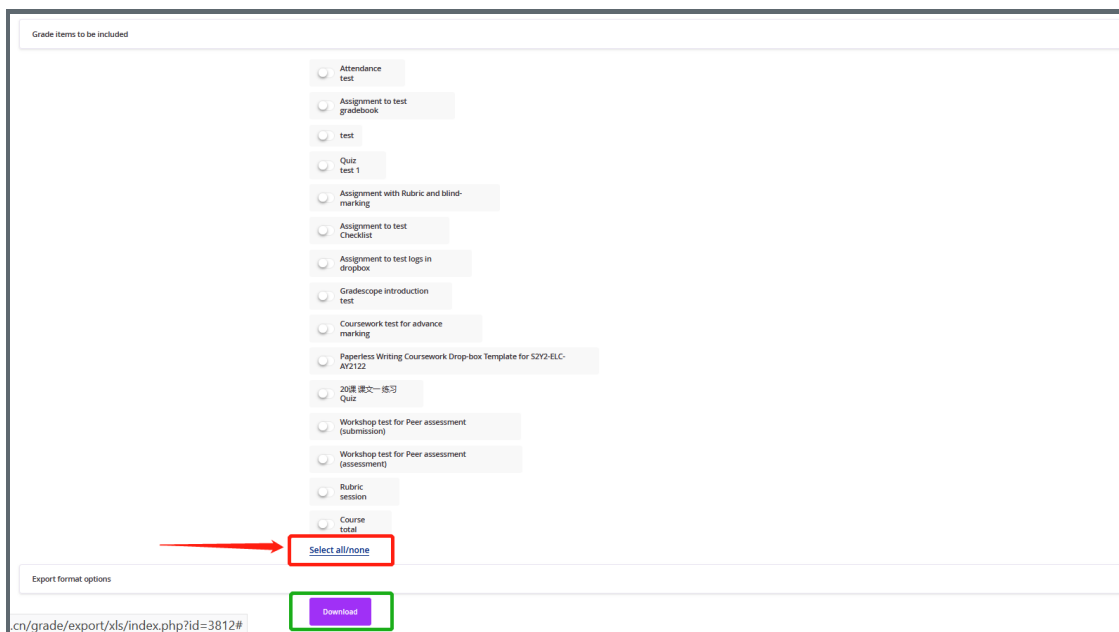 Grade items to be included
Attendance
test
Assignment to test
gradebook
test
Quiz
test 1
Assignment with Rubric and blind-
marking
Assignment to test
Checklist
Assignment to test logs in
dropbox
Gradescope introduction
test
Coursework test for advance
marking
Paperless Writing Coursework Drop-box Template for S2Y2-ELC-
AY2122
20课 课文一 练习
Quiz
Workshop test for Peer assessment
(submission)
Workshop test for Peer assessment
(assessment)
Rubric
session
Course
total
Select all/none
Export format options
Download
.cn/grade/export/xls/index.php?id=3812#